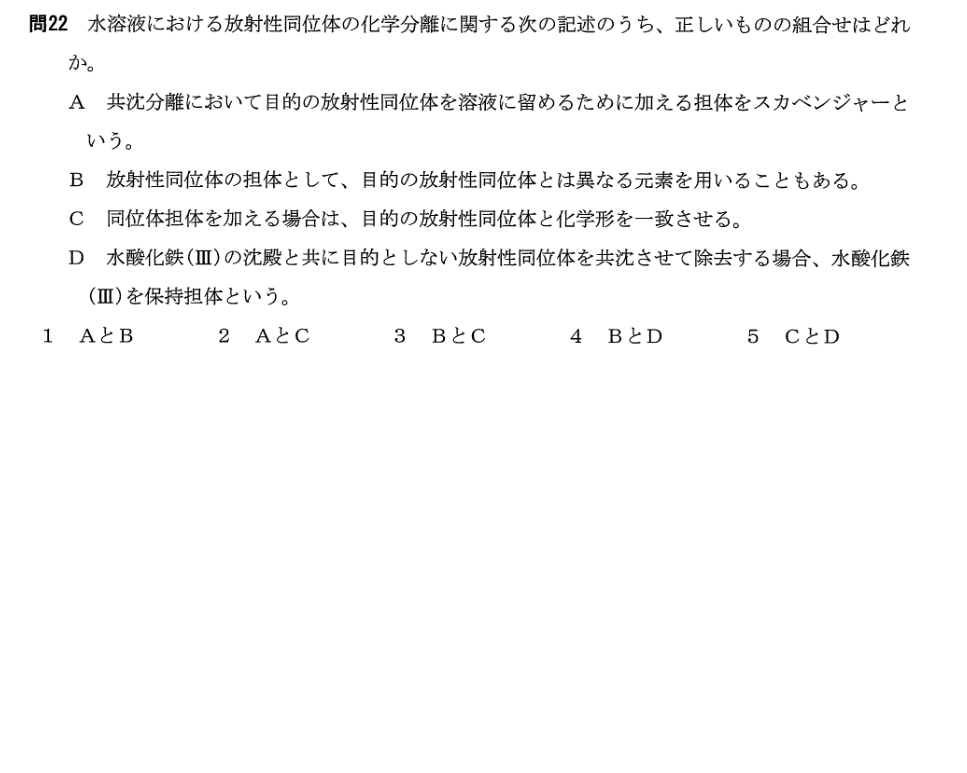 問22　水溶液における放射性同位体の化学分離に関する次の記述のうち、正しいものの組合せはどれ
か。
A　共沈分離において目的の放射性同位体を溶液に留めるために加える担体をスカベンジャーと
いう。
B　放射性同位体の担体として、目的の放射性同位体とは異なる元素を用いることもある。
C　同位体担体を加える場合は、目的の放射性同位体と化学形を一致させる。
D　水酸化鉄(Ⅲ)の沈殿と共に目的としない放射性同位体を共沈させて除去する場合、水酸化鉄
(Ⅲ)を保持担体という。
1　AとB　2　AとC　3　BとC　4　BとD　5　CとD